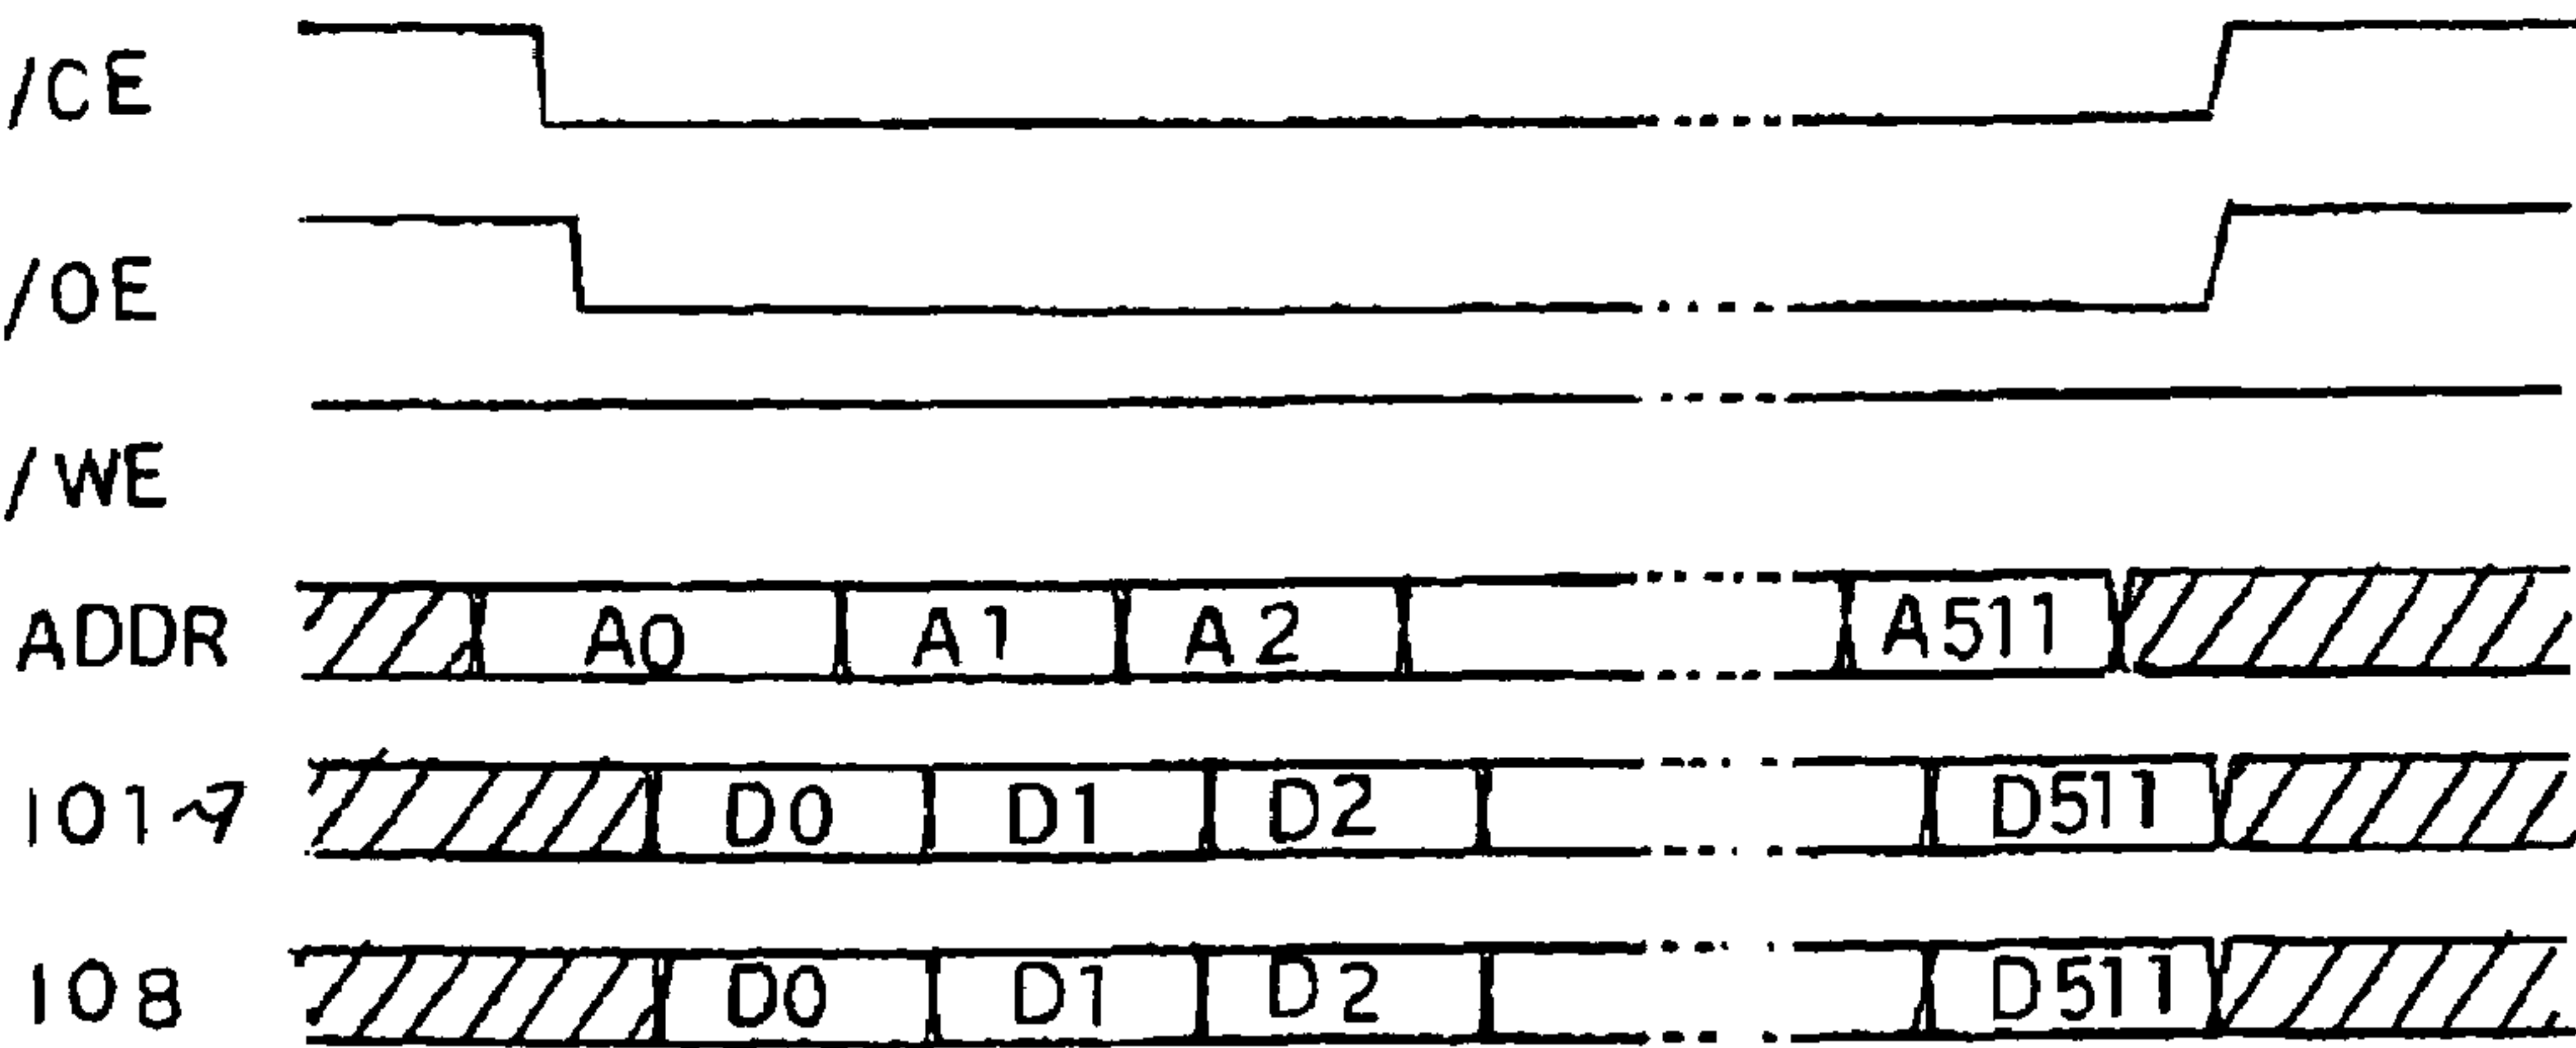 /CE
/OE
/WE
ADDR A0 A1 A2 A511
IO1~7 D0 D1 D2 D511
IO8 D0 D1 D2 D511